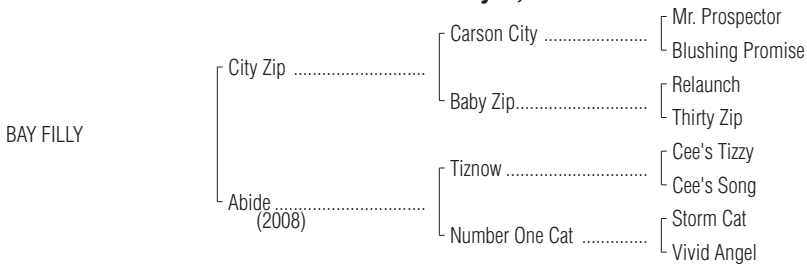 Mr. Prospector
Carson City ......................
Blushing Promise
City Zip ............................
Relaunch
Baby Zip............................
Thirty Zip
BAY FILLY
Cee's Tizzy
Tiznow ..............................
Cee's Song
Abide ................................
(2008)
Storm Cat
Number One Cat ..............
Vivid Angel